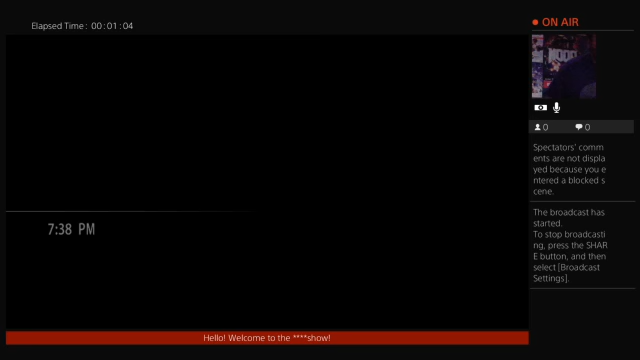 Elapsed Time: 00:01:04
ON AIR
0 0
Spectators' comm
ents are not displa
yed because you e
ntered a blocked s
cene.
The broadcast has
started.
To stop broadcasti
ng, press the SHAR
E button, and then
select [Broadcast
Settings].
7:38 PM
Hello! Welcome to the ****show!